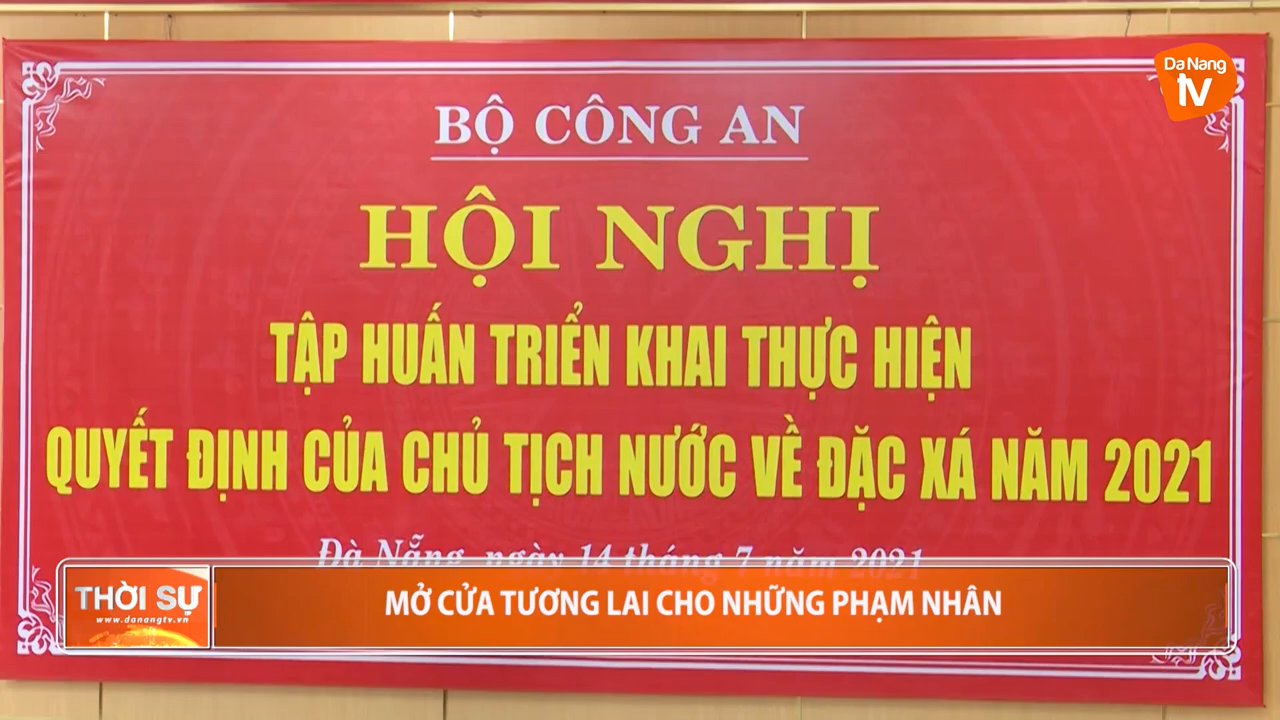 Da Nang
tv
BỘ CÔNG AN
HỘI NGHỊ
TẬP HUẤN TRIỂN KHAI THỰC HIỆN
QUYẾT ĐỊNH CỦA CHỦ TỊCH NƯỚC VỀ ĐẶC XÁ NĂM 2021
Đà Nẵng, ngày 14 tháng 7 năm 2021
THỜI SỰ
www.danangtv.vn
MỞ CỬA TƯƠNG LAI CHO NHỮNG PHẠM NHÂN